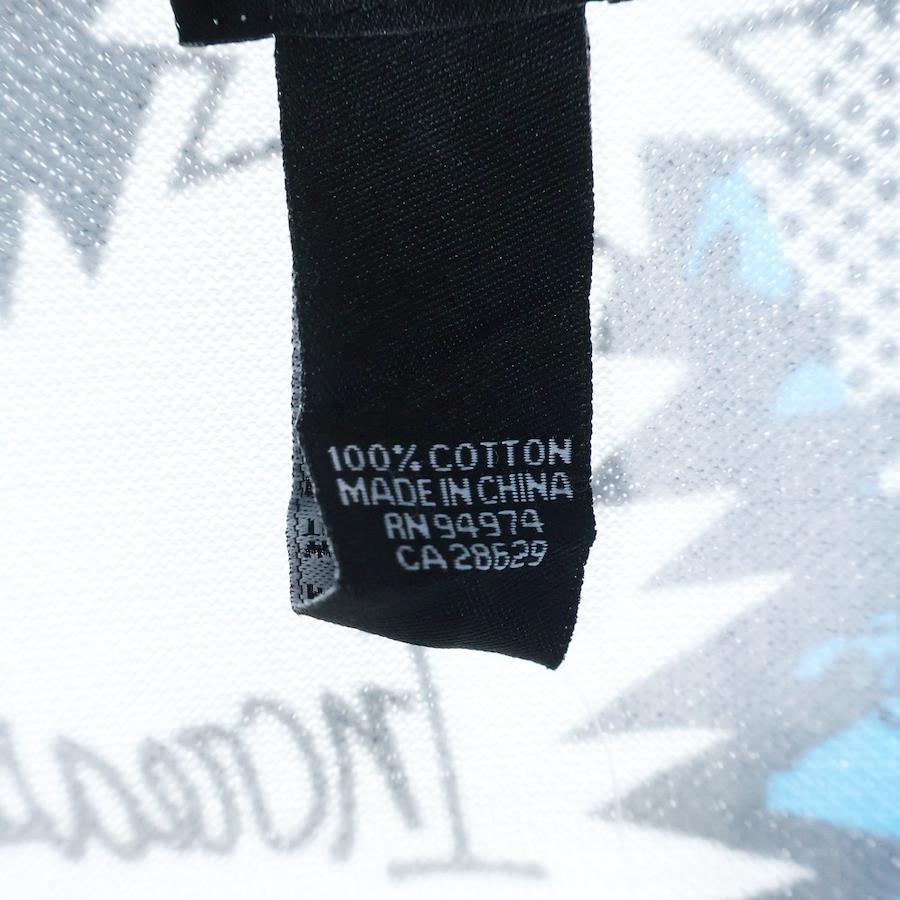 100% COTTON
MADE IN CHINA
RN 94974
CA 28629